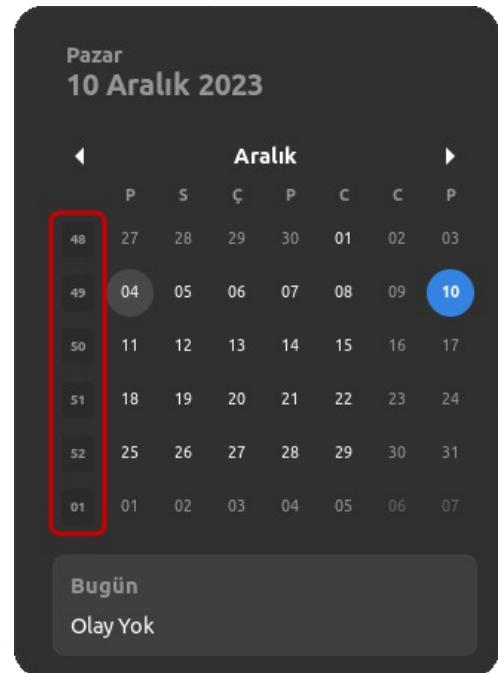 Pazar
10 Aralık 2023
Aralık
P S Ç P C C P
48 27 28 29 30 01 02 03
49 04 05 06 07 08 09 10
50 11 12 13 14 15 16 17
51 18 19 20 21 22 23 24
52 25 26 27 28 29 30 31
01 01 02 03 04 05 06 07
Bugün
Olay Yok